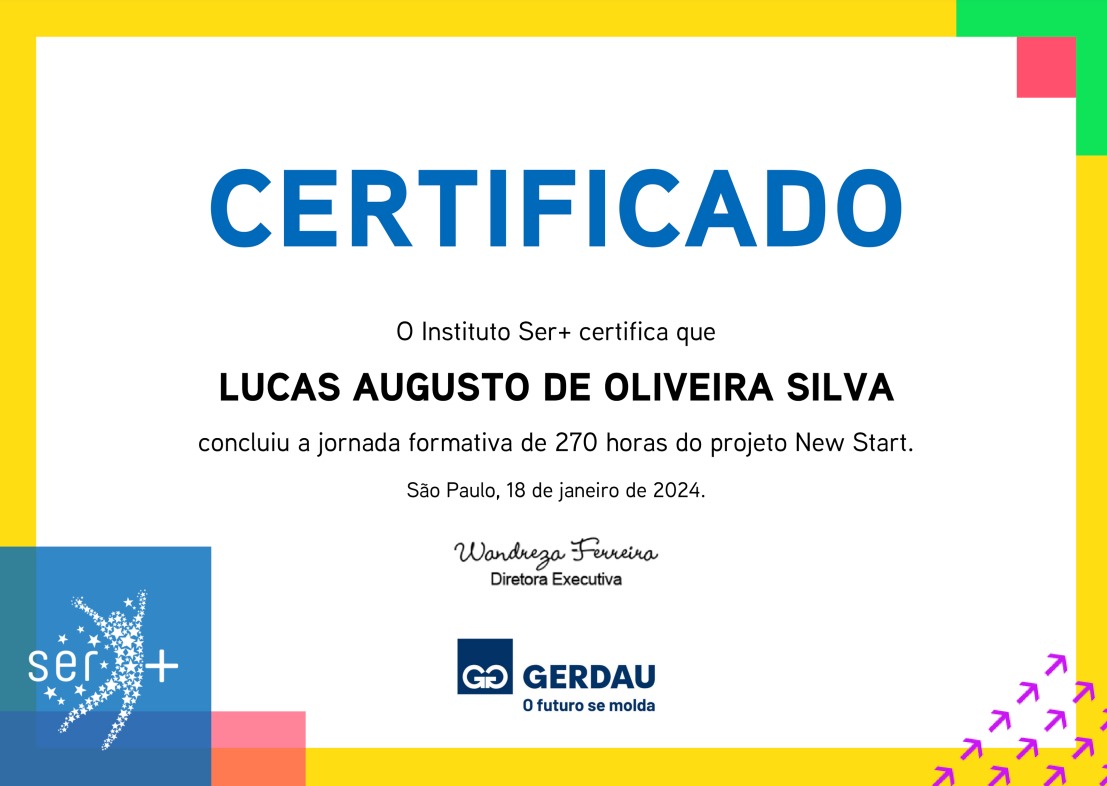 CERTIFICADO
O Instituto Ser+ certifica que
LUCAS AUGUSTO DE OLIVEIRA SILVA
concluiu a jornada formativa de 270 horas do projeto New Start.
São Paulo, 18 de janeiro de 2024.
Wandreza Ferreira
Diretora Executiva
ser+
GERDAU
O futuro se molda